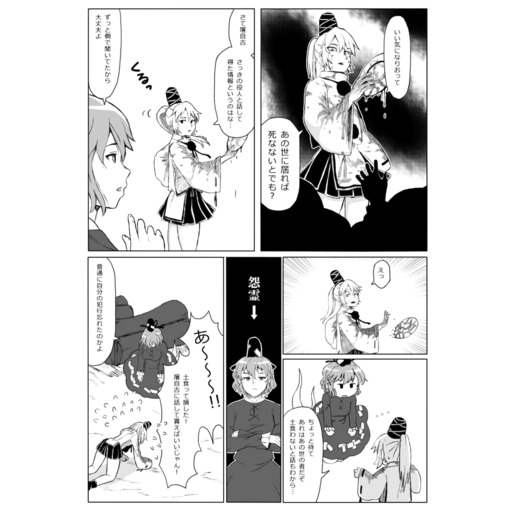 いい気になりおって
あの世に居れば
死なないとでも?
さて屠自古
さっきの役人と話して
得た情報というのはな…
くるっ
ずっと側で聞いてたから
大丈夫よ
えっ
ちょっと待て
あれはあの世の者だぞ
土食わないと話もわから…
怨霊→
あ〜〜〜〜!!
土食って損した!
屠自古に話して貰えばいいじゃん!
普通に自分の犯行忘れたのかよ